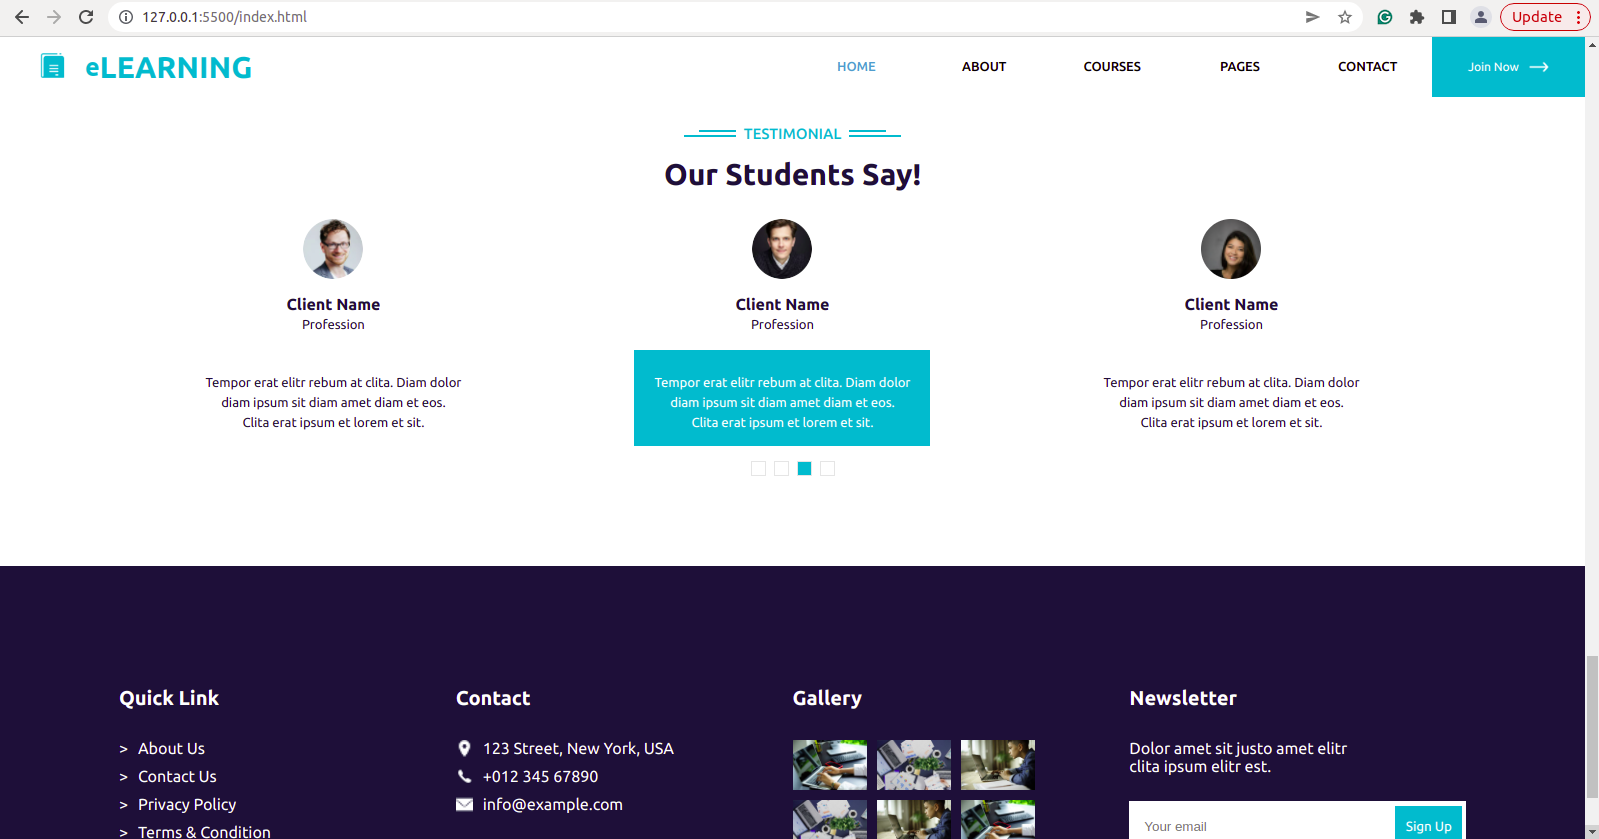 127.0.0.1:5500/index.html
Update
eLEARNING
HOME ABOUT COURSES PAGES CONTACT Join Now
TESTIMONIAL
Our Students Say!
Client Name
Profession
Tempor erat elitr rebum at clita. Diam dolor
diam ipsum sit diam amet diam et eos.
Clita erat ipsum et lorem et sit.
Client Name
Profession
Tempor erat elitr rebum at clita. Diam dolor
diam ipsum sit diam amet diam et eos.
Clita erat ipsum et lorem et sit.
Client Name
Profession
Tempor erat elitr rebum at clita. Diam dolor
diam ipsum sit diam amet diam et eos.
Clita erat ipsum et lorem et sit.
Quick Link
> About Us
> Contact Us
> Privacy Policy
> Terms & Condition
Contact
123 Street, New York, USA
+012 345 67890
info@example.com
Gallery
Newsletter
Dolor amet sit justo amet elitr
clita ipsum elitr est.
Your email
Sign Up